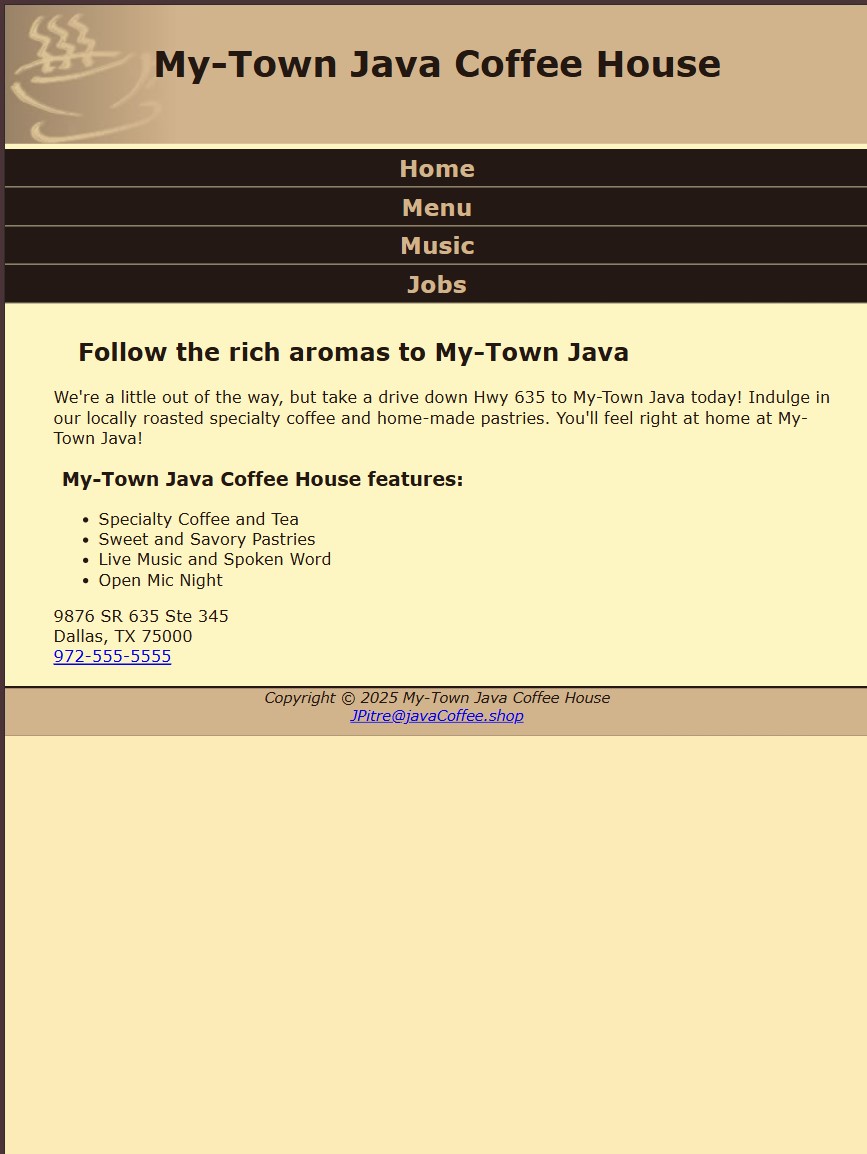 My-Town Java Coffee House
Home
Menu
Music
Jobs
Follow the rich aromas to My-Town Java
We're a little out of the way, but take a drive down Hwy 635 to My-Town Java today! Indulge in
our locally roasted specialty coffee and home-made pastries. You'll feel right at home at My-
Town Java!
My-Town Java Coffee House features:
• Specialty Coffee and Tea
• Sweet and Savory Pastries
• Live Music and Spoken Word
• Open Mic Night
9876 SR 635 Ste 345
Dallas, TX 75000
972-555-5555
Copyright © 2025 My-Town Java Coffee House
JPitre@javaCoffee.shop